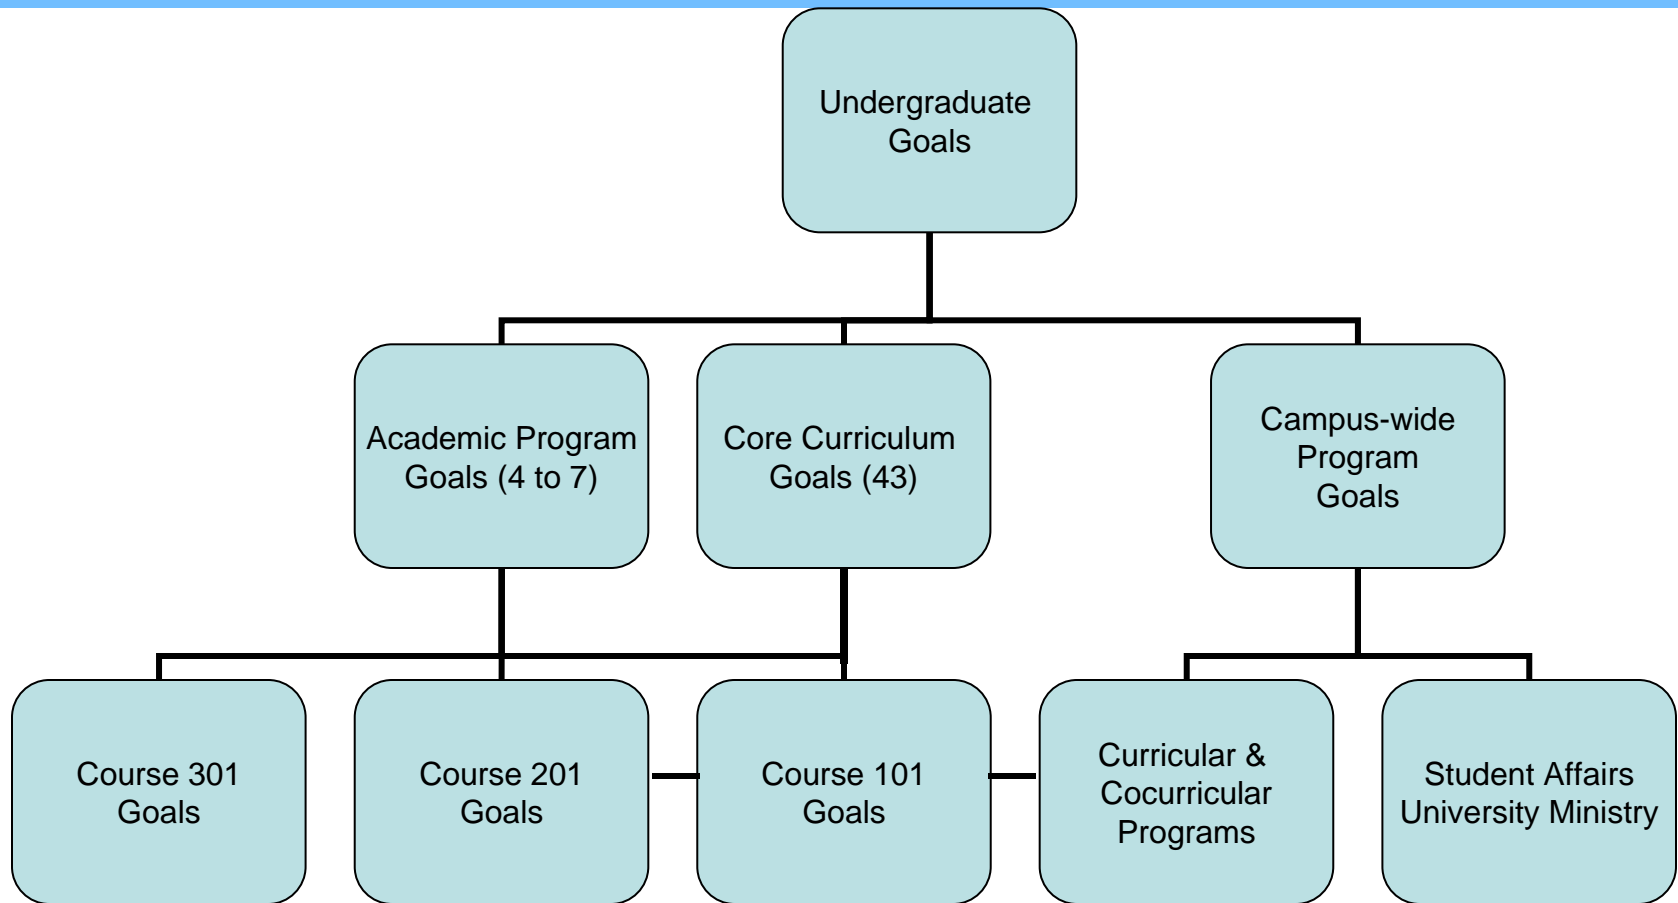 Undergraduate
Goals
Academic Program
Goals (4 to 7)
Core Curriculum
Goals (43)
Campus-wide
Program
Goals
Course 301
Goals
Course 201
Goals
Course 101
Goals
Curricular &
Cocurricular
Programs
Student Affairs
University Ministry